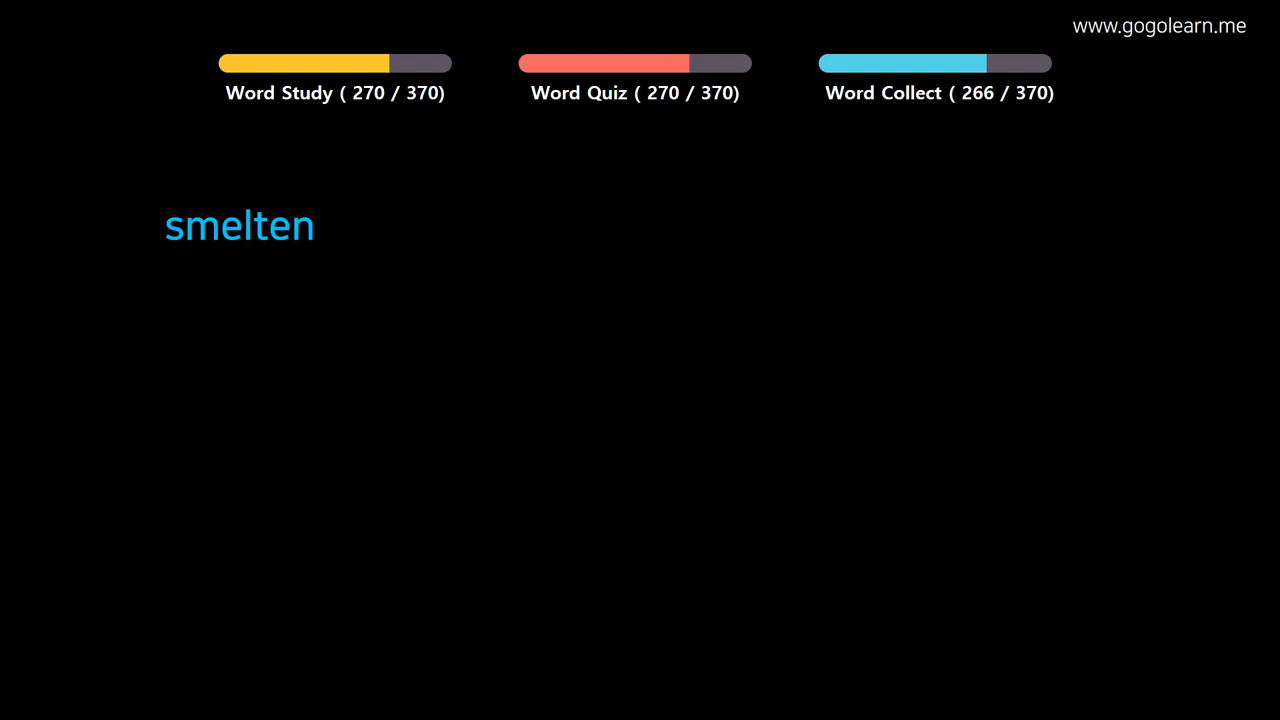 www.gogolearn.me
Word Study ( 270 / 370)
Word Quiz ( 270 / 370)
Word Collect ( 266 / 370)
smelten